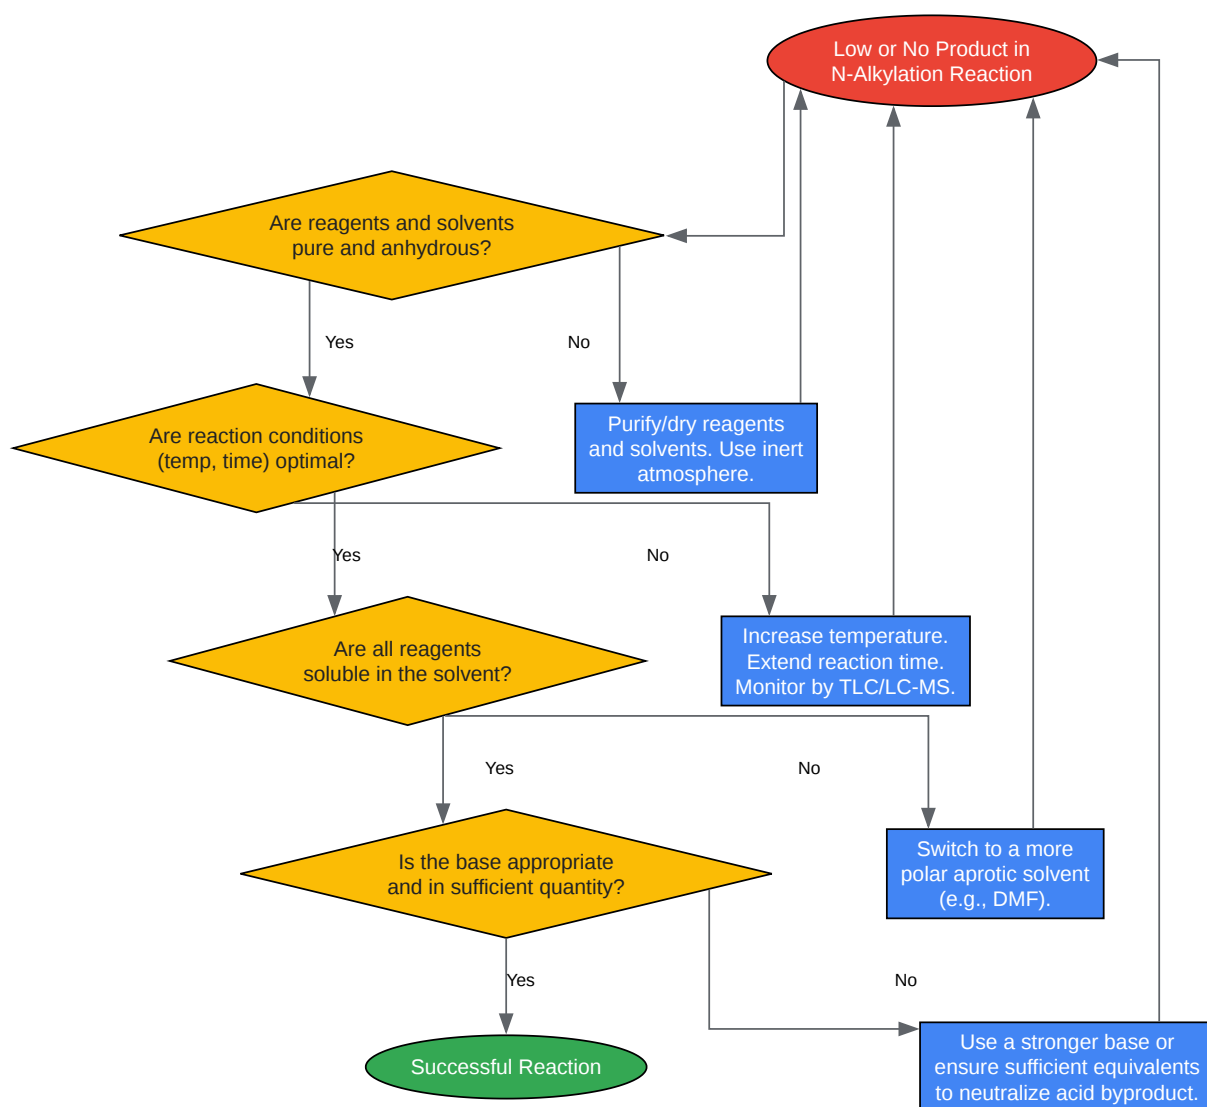 Low or No Product in
N-Alkylation Reaction
Are reagents and solvents
pure and anhydrous?
Yes
No
Are reaction conditions
(temp, time) optimal?
Purify/dry reagents
and solvents. Use inert
atmosphere.
Yes
No
Are all reagents
soluble in the solvent?
Increase temperature.
Extend reaction time.
Monitor by TLC/LC-MS.
Yes
No
Is the base appropriate
and in sufficient quantity?
Switch to a more
polar aprotic solvent
(e.g., DMF).
Yes
No
Successful Reaction
Use a stronger base or
ensure sufficient equivalents
to neutralize acid byproduct.